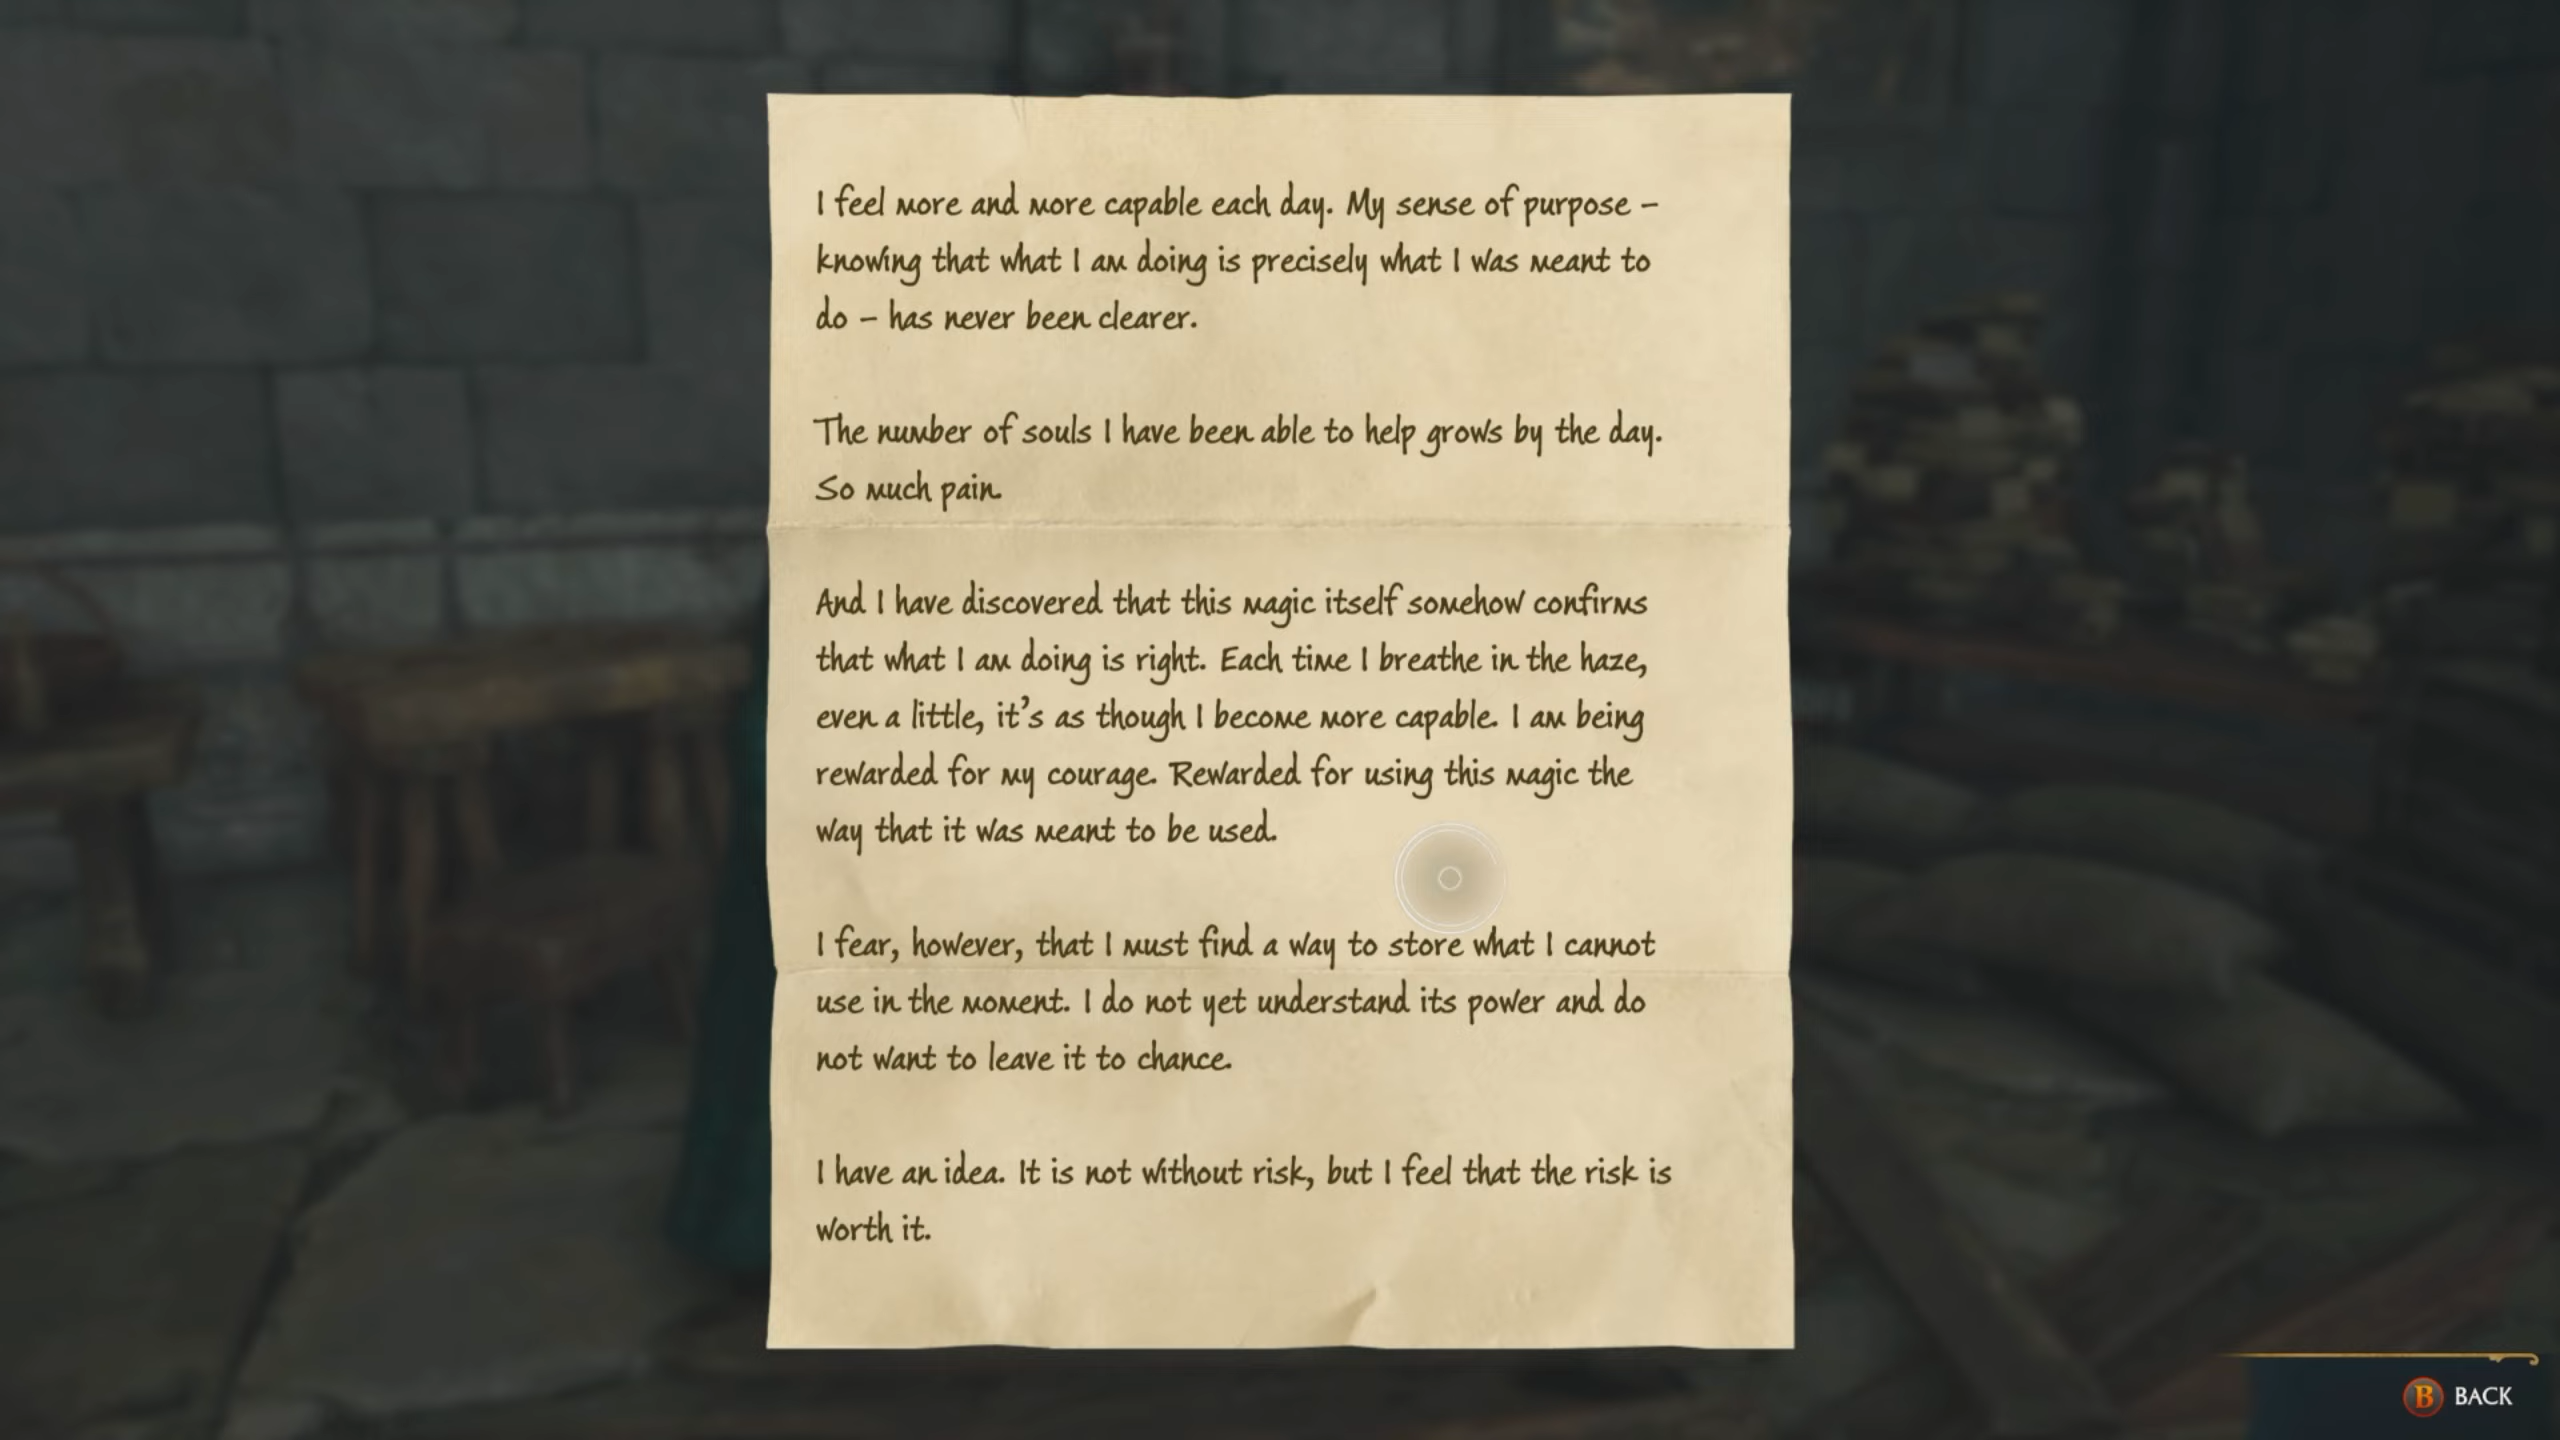 I feel more and more capable each day. My sense of purpose –
knowing that what I am doing is precisely what I was meant to
do – has never been clearer.
The number of souls I have been able to help grows by the day.
So much pain.
And I have discovered that this magic itself somehow confirms
that what I am doing is right. Each time I breathe in the haze,
even a little, it's as though I become more capable. I am being
rewarded for my courage. Rewarded for using this magic the
way that it was meant to be used.
I fear, however, that I must find a way to store what I cannot
use in the moment. I do not yet understand its power and do
not want to leave it to chance.
I have an idea. It is not without risk, but I feel that the risk is
worth it.
B BACK